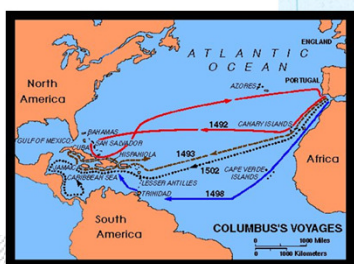 ENGLAND
ATLANTIC
OCEAN
PORTUGAL
North
America
AZORES
BAHAMAS
1492
CANARY ISLANDS
GULF OF MEXICO
CUBA
SAN SALVADOR
HISPANIOLA
1493
Africa
JAMAICA
1502
CARIBBEAN SEA
CAPE VERDE
ISLANDS
LESSER ANTILLES
TRINIDAD
1498
South
America
COLUMBUS'S VOYAGES
0 1000 Miles
0 1000 Kilometers